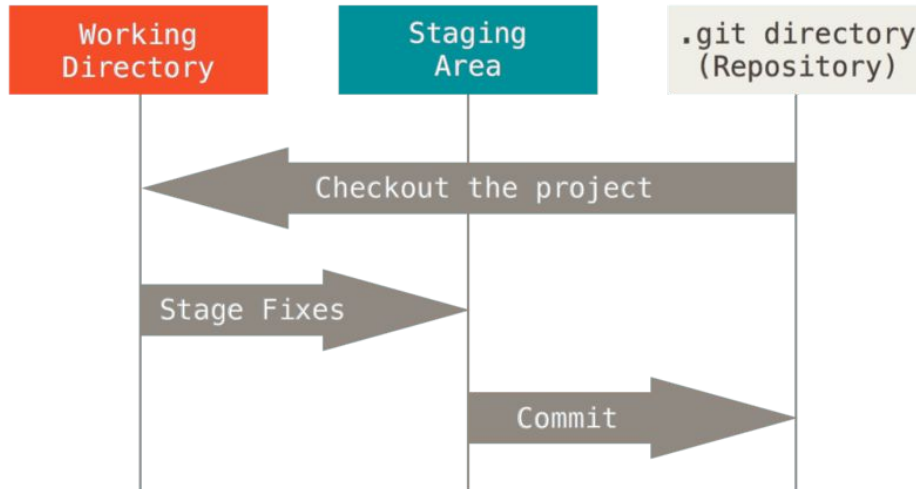 Working
Directory
Staging
Area
.git directory
(Repository)
Checkout the project
Stage Fixes
Commit